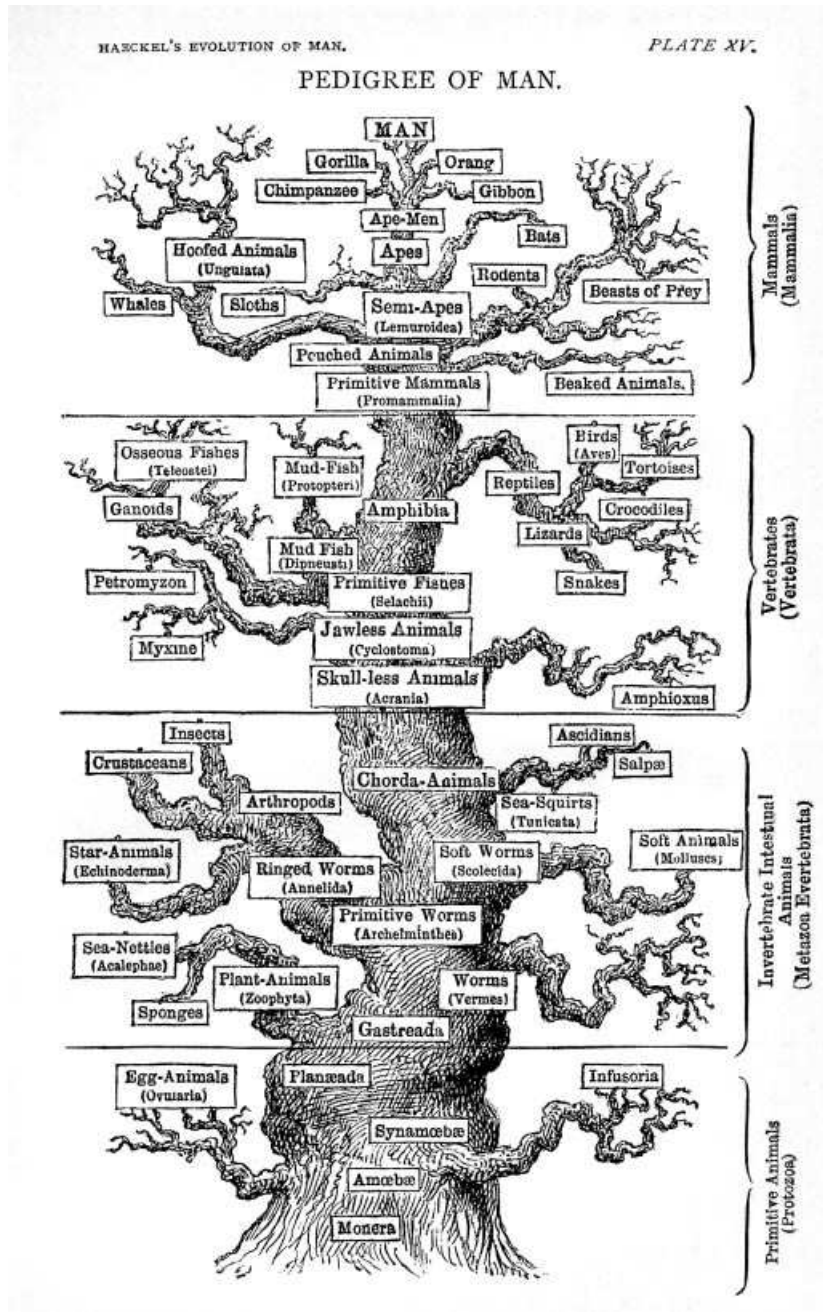 HAECKEL'S EVOLUTION OF MAN.
PLATE XV.
PEDIGREE OF MAN.
MAN
Gorilla
Orang
Chimpanzee
Gibbon
Ape-Men
Bats
Hoofed Animals
(Ungulata)
Apes
Rodents
Beasts of Prey
Whales
Sloths
Semi-Apes
(Lemuroidea)
Pouched Animals
Primitive Mammals
(Promammalia)
Beaked Animals.
Mammals
(Mammalia)
Birds
(Aves)
Osseous Fishes
(Teleostei)
Mud-Fish
(Protopteri)
Tortoises
Reptiles
Ganoids
Amphibia
Crocodiles
Lizards
Mud Fish
(Dipneusti)
Petromyzon
Primitive Fishes
(Selachii)
Snakes
Jawless Animals
(Cyclostoma)
Myxine
Skull-less Animals
(Acrania)
Amphioxus
Vertebrates
(Vertebrata)
Insects
Ascidians
Crustaceans
Salpæ
Chorda-Animals
Arthropods
Sea-Squirts
(Tunicata)
Star-Animals
(Echinoderma)
Ringed Worms
(Annelida)
Soft Worms
(Scolecida)
Soft Animals
(Molluscs)
Primitive Worms
(Archelminthes)
Sea-Nettles
(Acalephae)
Plant-Animals
(Zoophyta)
Worms
(Vermes)
Sponges
Gastreada
Invertebrate Intestinal
Animals
(Metazoa Evertebrata)
Egg-Animals
(Ovularia)
Planæada
Infusoria
Synamœbæ
Amœbæ
Monera
Primitive Animals
(Protozoa)